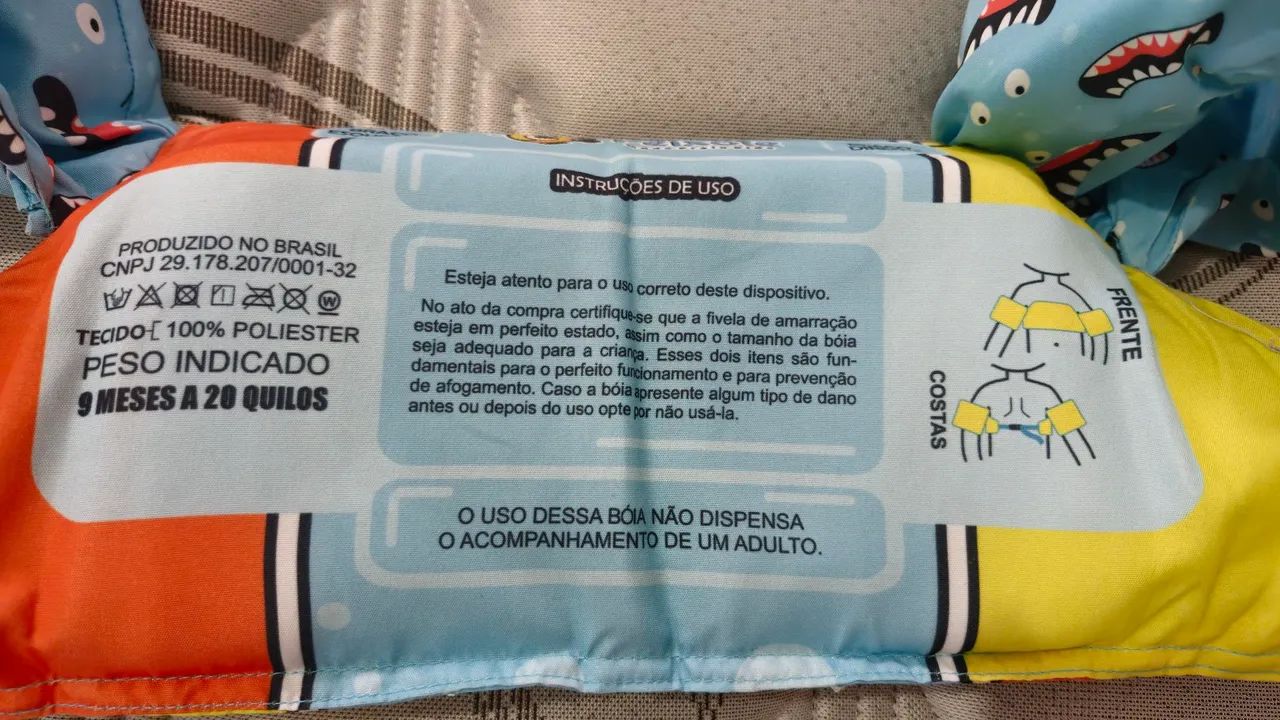 INSTRUÇÕES DE USO
PRODUZIDO NO BRASIL
CNPJ 29.178.207/0001-32
TECIDO-[ 100% POLIESTER
PESO INDICADO
9 MESES A 20 QUILOS
Esteja atento para o uso correto deste dispositivo.
No ato da compra certifique-se que a fivela de amarração
esteja em perfeito estado, assim como o tamanho da bóia
seja adequado para a criança. Esses dois itens são fun-
damentais para o perfeito funcionamento e para prevenção
de afogamento. Caso a bóia apresente algum tipo de dano
antes ou depois do uso opte por não usá-la.
O USO DESSA BÓIA NÃO DISPENSA
O ACOMPANHAMENTO DE UM ADULTO.
FRENTE
COSTAS